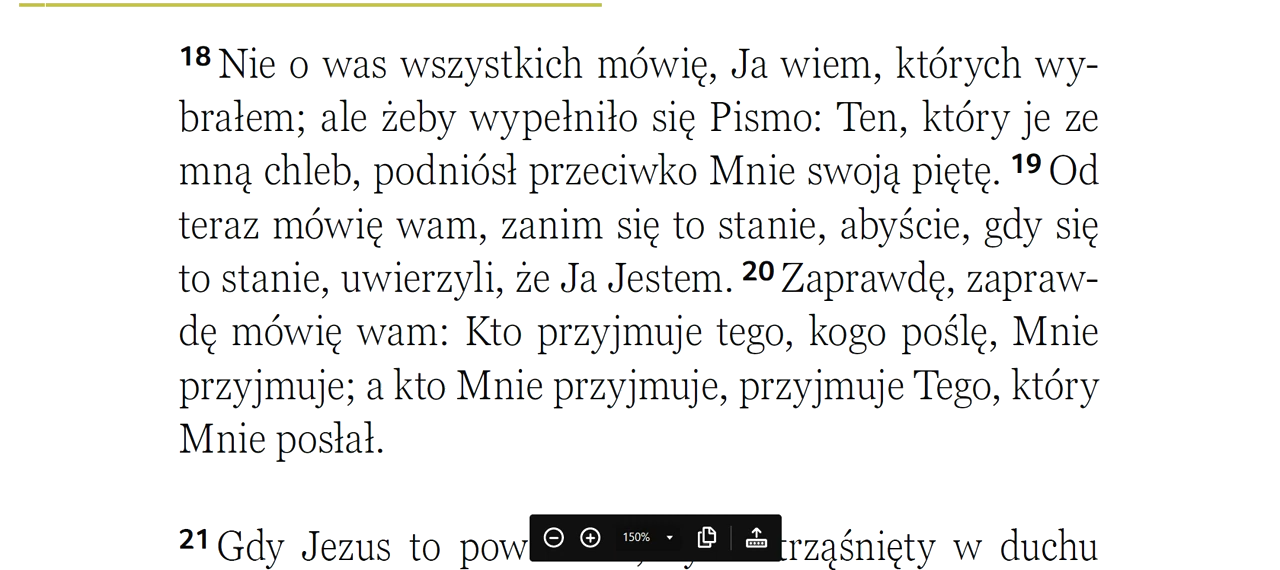 18 Nie o was wszystkich mówię, Ja wiem, których wy-
brałem; ale żeby wypełniło się Pismo: Ten, który je ze
mną chleb, podniósł przeciwko Mnie swoją piętę. 19 Od
teraz mówię wam, zanim się to stanie, abyście, gdy się
to stanie, uwierzyli, że Ja Jestem. 20 Zaprawdę, zapraw-
dę mówię wam: Kto przyjmuje tego, kogo poślę, Mnie
przyjmuje; a kto Mnie przyjmuje, przyjmuje Tego, który
Mnie posłał.
21 Gdy Jezus to w duchu
150%